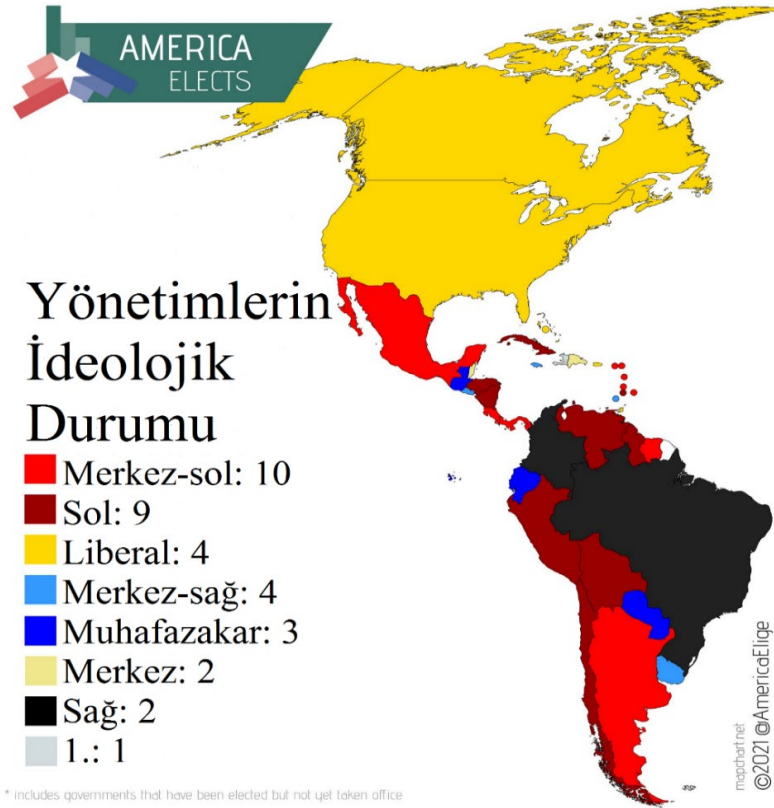 AMERICA
ELECTS
Yönetimlerin
İdeolojik
Durumu
Merkez-sol: 10
Sol: 9
Liberal: 4
Merkez-sağ: 4
Muhafazakar: 3
Merkez: 2
Sağ: 2
1.: 1
* includes governments that have been elected but not yet taken office
mapchart.net
©2021 @AmericaElige